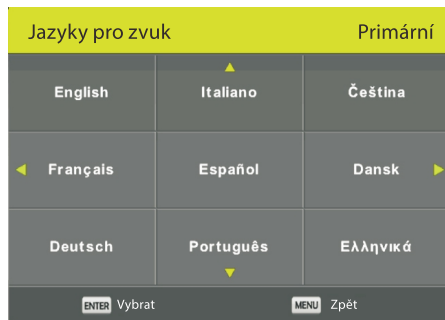 Jazyky pro zvuk Primární
English Italiano Čeština
Français Español Dansk
Deutsch Português Ελληνικά
ENTER Vybrat MENU Zpět